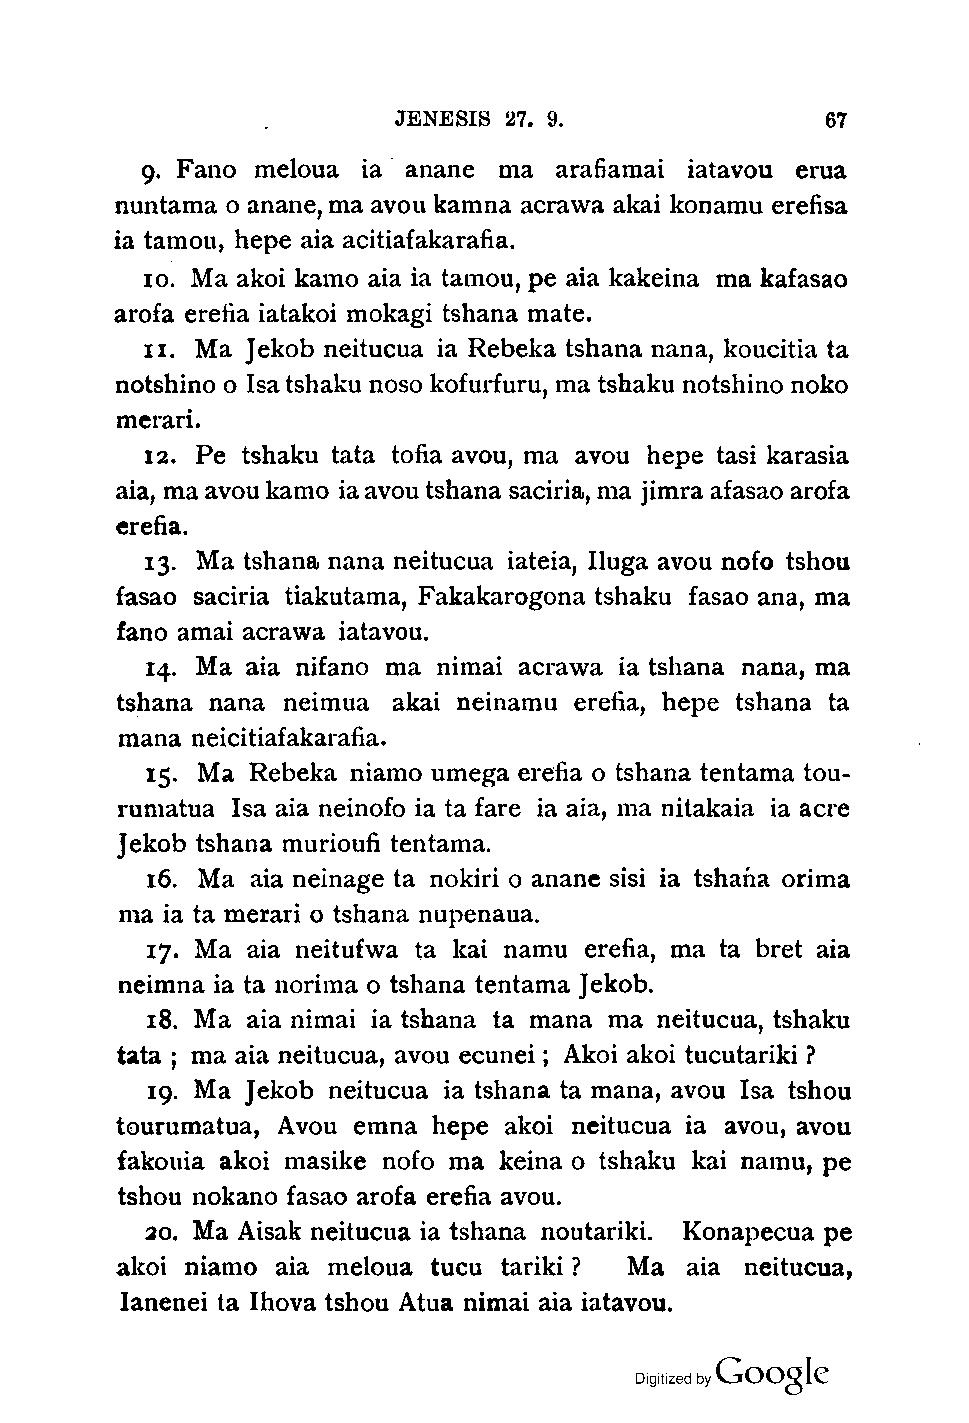 JENESIS 27. 9. 67
9. Fano meloua ia anane ma arafiamai iatavou erua
nuntama o anane, ma avou kamna acrawa akai konamu erefisa
ia tamou, hepe aia acitiafakarafia.
10. Ma akoi kamo aia ia tamou, pe aia kakeina ma kafasao
arofa erefia iatakoi mokagi tshana mate.
11. Ma Jekob neitucua ia Rebeka tshana nana, koucitia ta
notshino o Isa tshaku noso kofurfuru, ma tshaku notshino noko
merari.
12. Pe tshaku tata tofia avou, ma avou hepe tasi karasia
aia, ma avou kamo ia avou tshana saciria, ma jimra afasao arofa
erefia.
13. Ma tshana nana neitucua iateia, Iluga avou nofo tshou
fasao saciria tiakutama, Fakakarogona tshaku fasao ana, ma
fano amai acrawa iatavou.
14. Ma aia nifano ma nimai acrawa ia tshana nana, ma
tshana nana neimua akai neinamu erefia, hepe tshana ta
mana neicitiafakarafia.
15. Ma Rebeka niamo umega erefia o tshana tentama tou-
rumatua Isa aia neinofo ia ta fare ia aia, ma nitakaia ia acre
Jekob tshana murioufi tentama.
16. Ma aia neinage ta nokiri o anane sisi ia tshana orima
ma ia ta merari o tshana nupenaua.
17. Ma aia neitufwa ta kai namu erefia, ma ta bret aia
neimna ia ta norima o tshana tentama Jekob.
18. Ma aia nimai ia tshana ta mana ma neitucua, tshaku
tata ; ma aia neitucua, avou ecunei ; Akoi akoi tucutariki ?
19. Ma Jekob neitucua ia tshana ta mana, avou Isa tshou
tourumatua, Avou emna hepe akoi neitucua ia avou, avou
fakouia akoi masike nofo ma keina o tshaku kai namu, pe
tshou nokano fasao arofa erefia avou.
20. Ma Aisak neitucua ia tshana noutariki. Konapecua pe
akoi niamo aia meloua tucu tariki ? Ma aia neitucua,
Ianenei ta Ihova tshou Atua nimai aia iatavou.
Digitized by Google